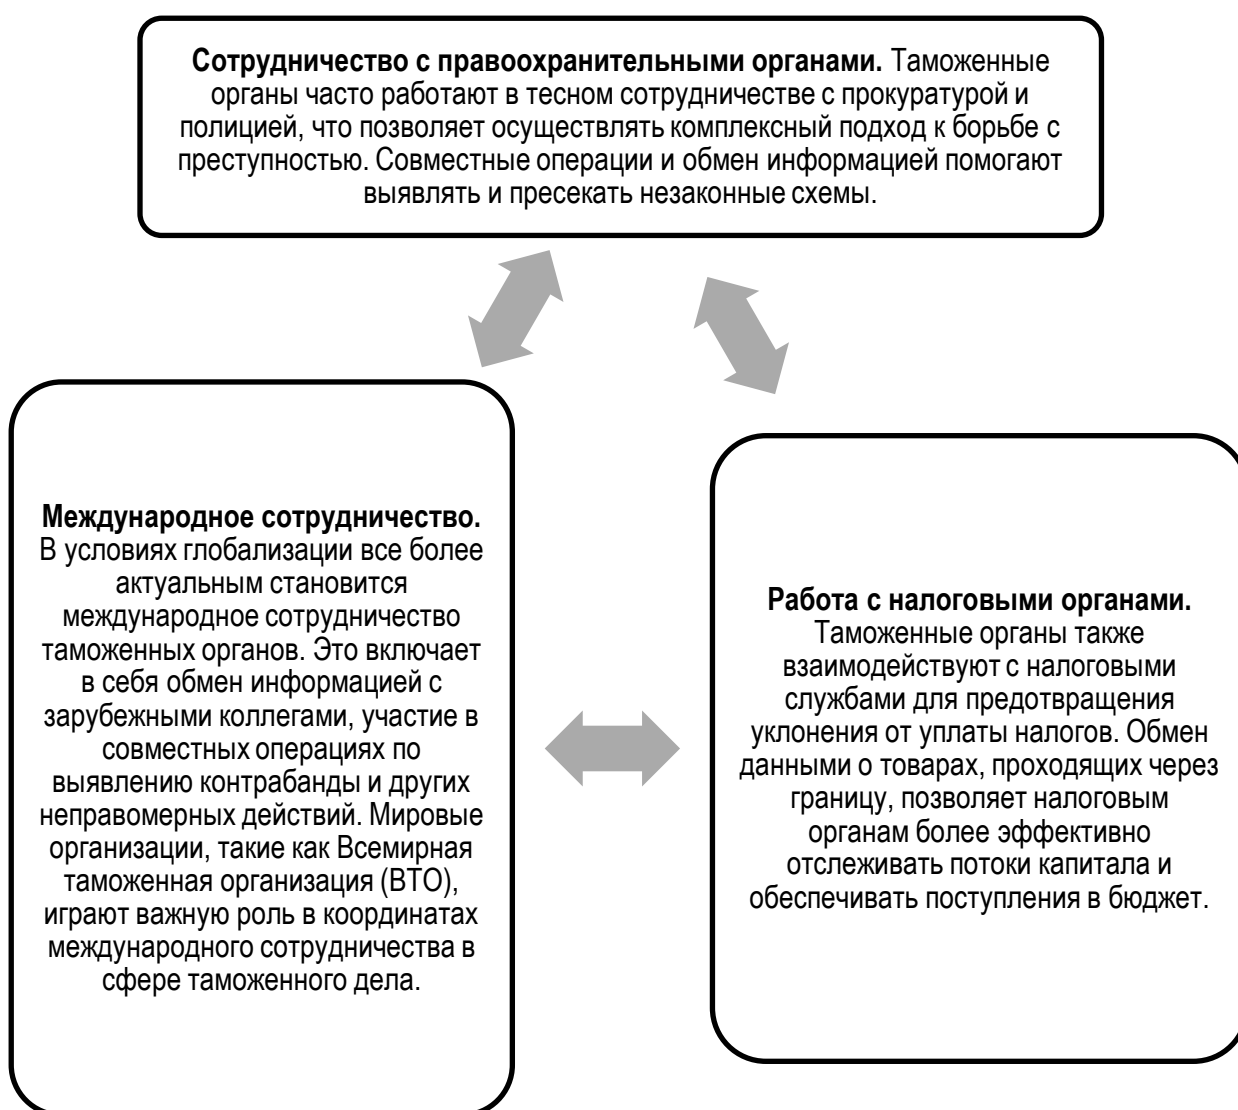 Сотрудничество с правоохранительными органами. Таможенные
органы часто работают в тесном сотрудничестве с прокуратурой и
полицией, что позволяет осуществлять комплексный подход к борьбе с
преступностью. Совместные операции и обмен информацией помогают
выявлять и пресекать незаконные схемы.
Международное сотрудничество.
В условиях глобализации все более
актуальным становится
международное сотрудничество
таможенных органов. Это включает
в себя обмен информацией с
зарубежными коллегами, участие в
совместных операциях по
выявлению контрабанды и других
неправомерных действий. Мировые
организации, такие как Всемирная
таможенная организация (ВТО),
играют важную роль в координатах
международного сотрудничества в
сфере таможенного дела.
Работа с налоговыми органами.
Таможенные органы также
взаимодействуют с налоговыми
службами для предотвращения
уклонения от уплаты налогов. Обмен
данными о товарах, проходящих через
границу, позволяет налоговым
органам более эффективно
отслеживать потоки капитала и
обеспечивать поступления в бюджет.